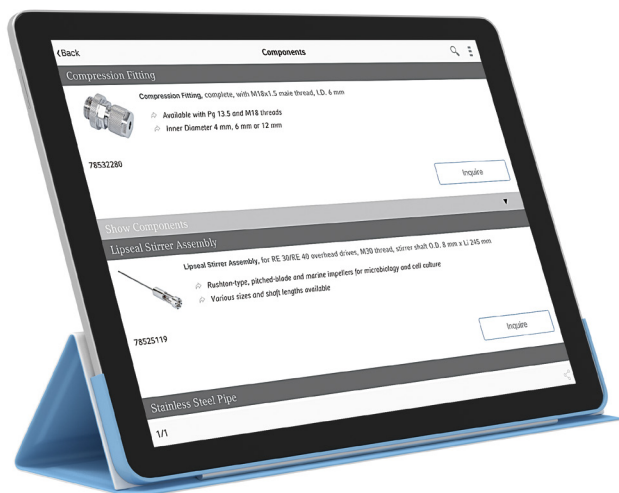 Back
Components
Compression Fitting
Compression Fitting, complete, with M18x1.5 male thread, I.D. 6 mm
Available with Pg 13.5 and M18 threads
Inner Diameter 4 mm, 6 mm or 12 mm
78532280
Inquire
Show Components
Lipseal Stirrer Assembly
Lipseal Stirrer Assembly, for RE 30/RE 40 overhead drives, M30 thread, stirrer shaft O.D. 8 mm x Li 245 mm
Rushton-type, pitched-blade and marine impellers for microbiology and cell culture
Various sizes and shaft lengths available
78525119
Inquire
Stainless Steel Pipe
1/1